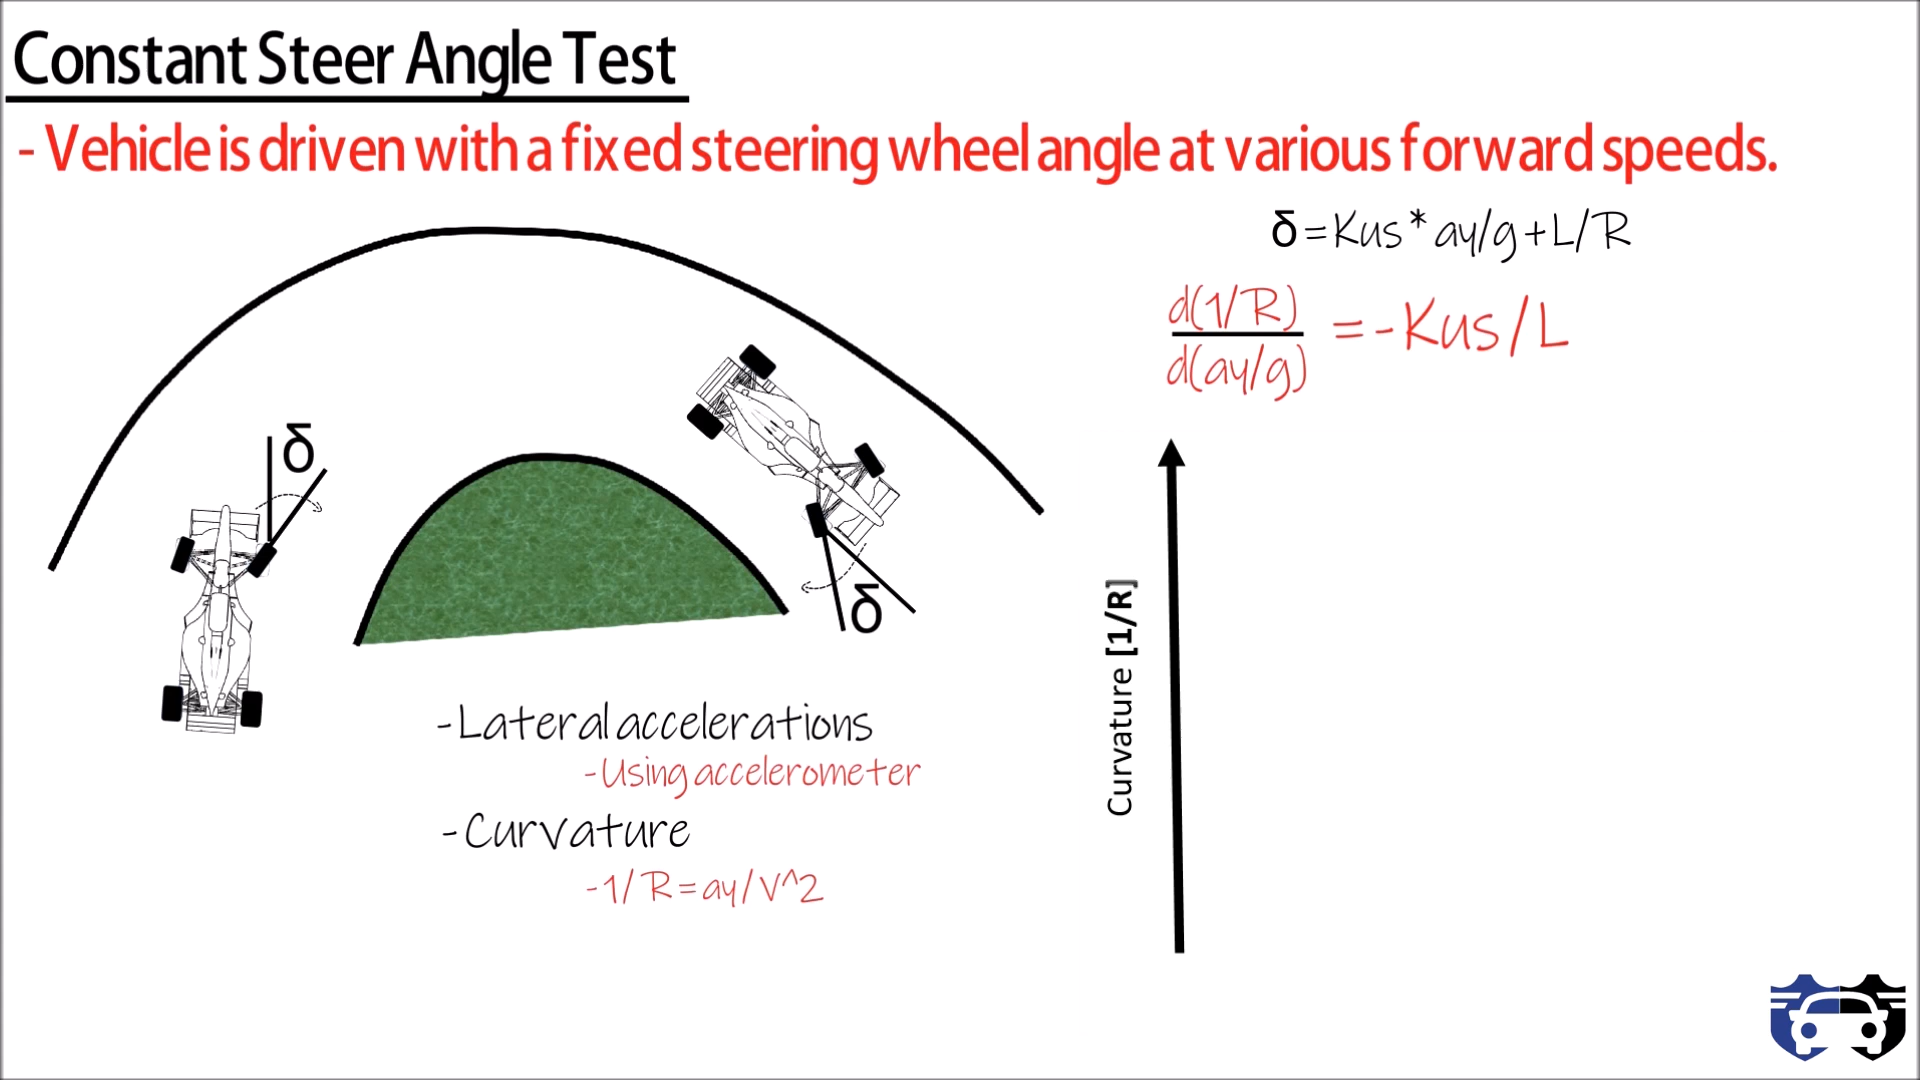 Constant Steer Angle Test
- Vehicle is driven with a fixed steering wheel angle at various forward speeds.
δ=Kus*ay/g+L/R
d(1/R)
d(ay/g)
=-Kus/L
δ
δ
-Lateral accelerations
-Using accelerometer
-Curvature
-1/R=ay/V^2
Curvature [1/R]